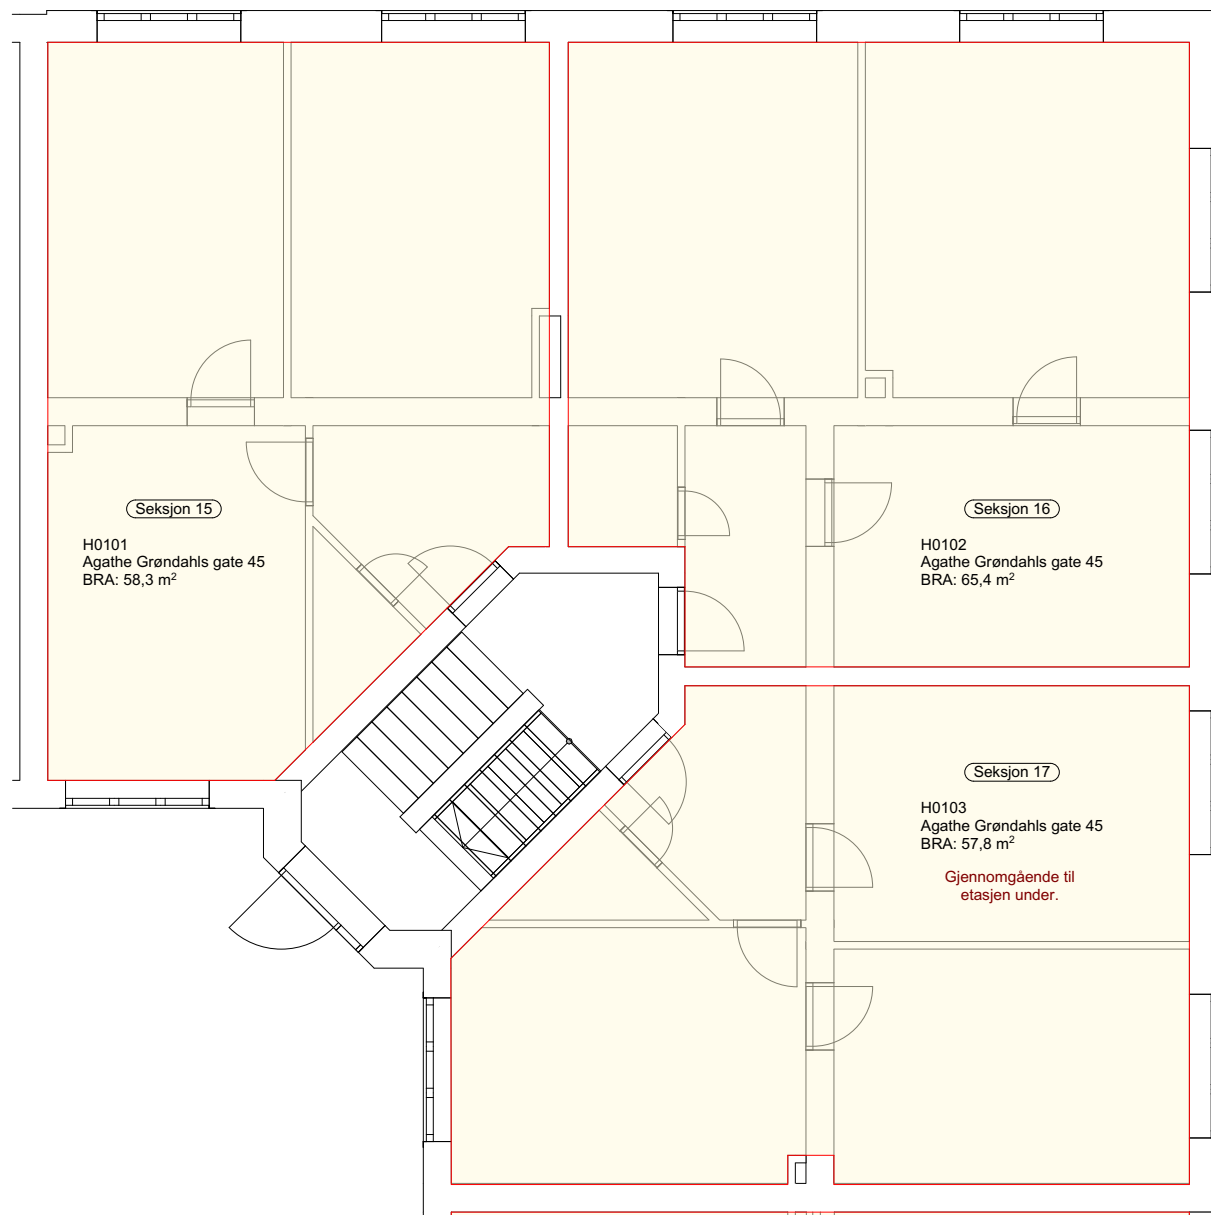 Seksjon 15
H0101
Agathe Grøndahls gate 45
BRA: 58,3 m²
Seksjon 16
H0102
Agathe Grøndahls gate 45
BRA: 65,4 m²
Seksjon 17
H0103
Agathe Grøndahls gate 45
BRA: 57,8 m²
Gjennomgående til
etasjen under.